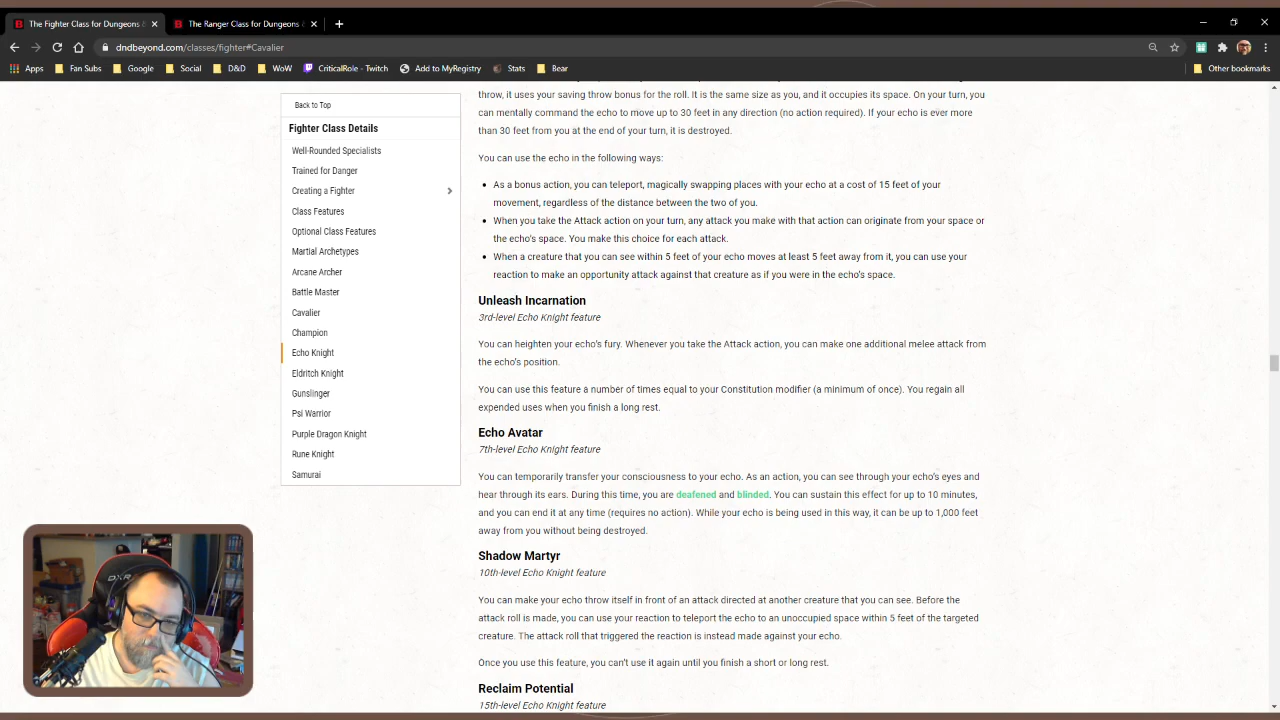 The Fighter Class for Dungeons &
The Ranger Class for Dungeons &
dndbeyond.com/classes/fighter#Cavalier
Apps
Fan Subs
Google
Social
D&D
WoW
CriticalRole - Twitch
Add to MyRegistry
Stats
Bear
Other bookmarks
Back to Top
Fighter Class Details
Well-Rounded Specialists
Trained for Danger
Creating a Fighter
Class Features
Optional Class Features
Martial Archetypes
Arcane Archer
Battle Master
Cavalier
Champion
Echo Knight
Eldritch Knight
Gunslinger
Psi Warrior
Purple Dragon Knight
Rune Knight
Samurai
throw, it uses your saving throw bonus for the roll. It is the same size as you, and it occupies its space. On your turn, you
can mentally command the echo to move up to 30 feet in any direction (no action required). If your echo is ever more
than 30 feet from you at the end of your turn, it is destroyed.
You can use the echo in the following ways:
• As a bonus action, you can teleport, magically swapping places with your echo at a cost of 15 feet of your
movement, regardless of the distance between the two of you.
• When you take the Attack action on your turn, any attack you make with that action can originate from your space or
the echo's space. You make this choice for each attack.
• When a creature that you can see within 5 feet of your echo moves at least 5 feet away from it, you can use your
reaction to make an opportunity attack against that creature as if you were in the echo's space.
Unleash Incarnation
3rd-level Echo Knight feature
You can heighten your echo's fury. Whenever you take the Attack action, you can make one additional melee attack from
the echo's position.
You can use this feature a number of times equal to your Constitution modifier (a minimum of once). You regain all
expended uses when you finish a long rest.
Echo Avatar
7th-level Echo Knight feature
You can temporarily transfer your consciousness to your echo. As an action, you can see through your echo's eyes and
hear through its ears. During this time, you are deafened and blinded. You can sustain this effect for up to 10 minutes,
and you can end it at any time (requires no action). While your echo is being used in this way, it can be up to 1,000 feet
away from you without being destroyed.
Shadow Martyr
10th-level Echo Knight feature
You can make your echo throw itself in front of an attack directed at another creature that you can see. Before the
attack roll is made, you can use your reaction to teleport the echo to an unoccupied space within 5 feet of the targeted
creature. The attack roll that triggered the reaction is instead made against your echo.
Once you use this feature, you can't use it again until you finish a short or long rest.
Reclaim Potential
15th-level Echo Knight feature
DXR